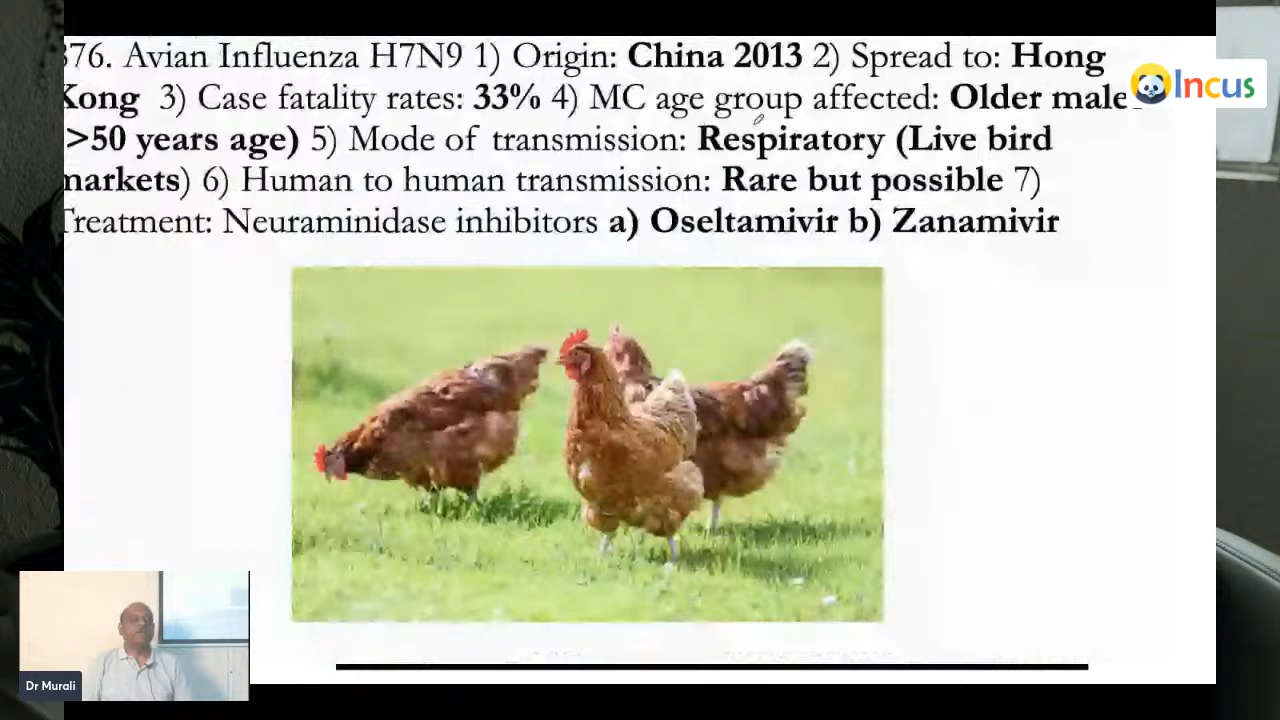 376. Avian Influenza H7N9 1) Origin: China 2013 2) Spread to: Hong
Kong 3) Case fatality rates: 33% 4) MC age group affected: Older male
>50 years age) 5) Mode of transmission: Respiratory (Live bird
markets) 6) Human to human transmission: Rare but possible 7)
Treatment: Neuraminidase inhibitors a) Oseltamivir b) Zanamivir
Incus
Dr Murali